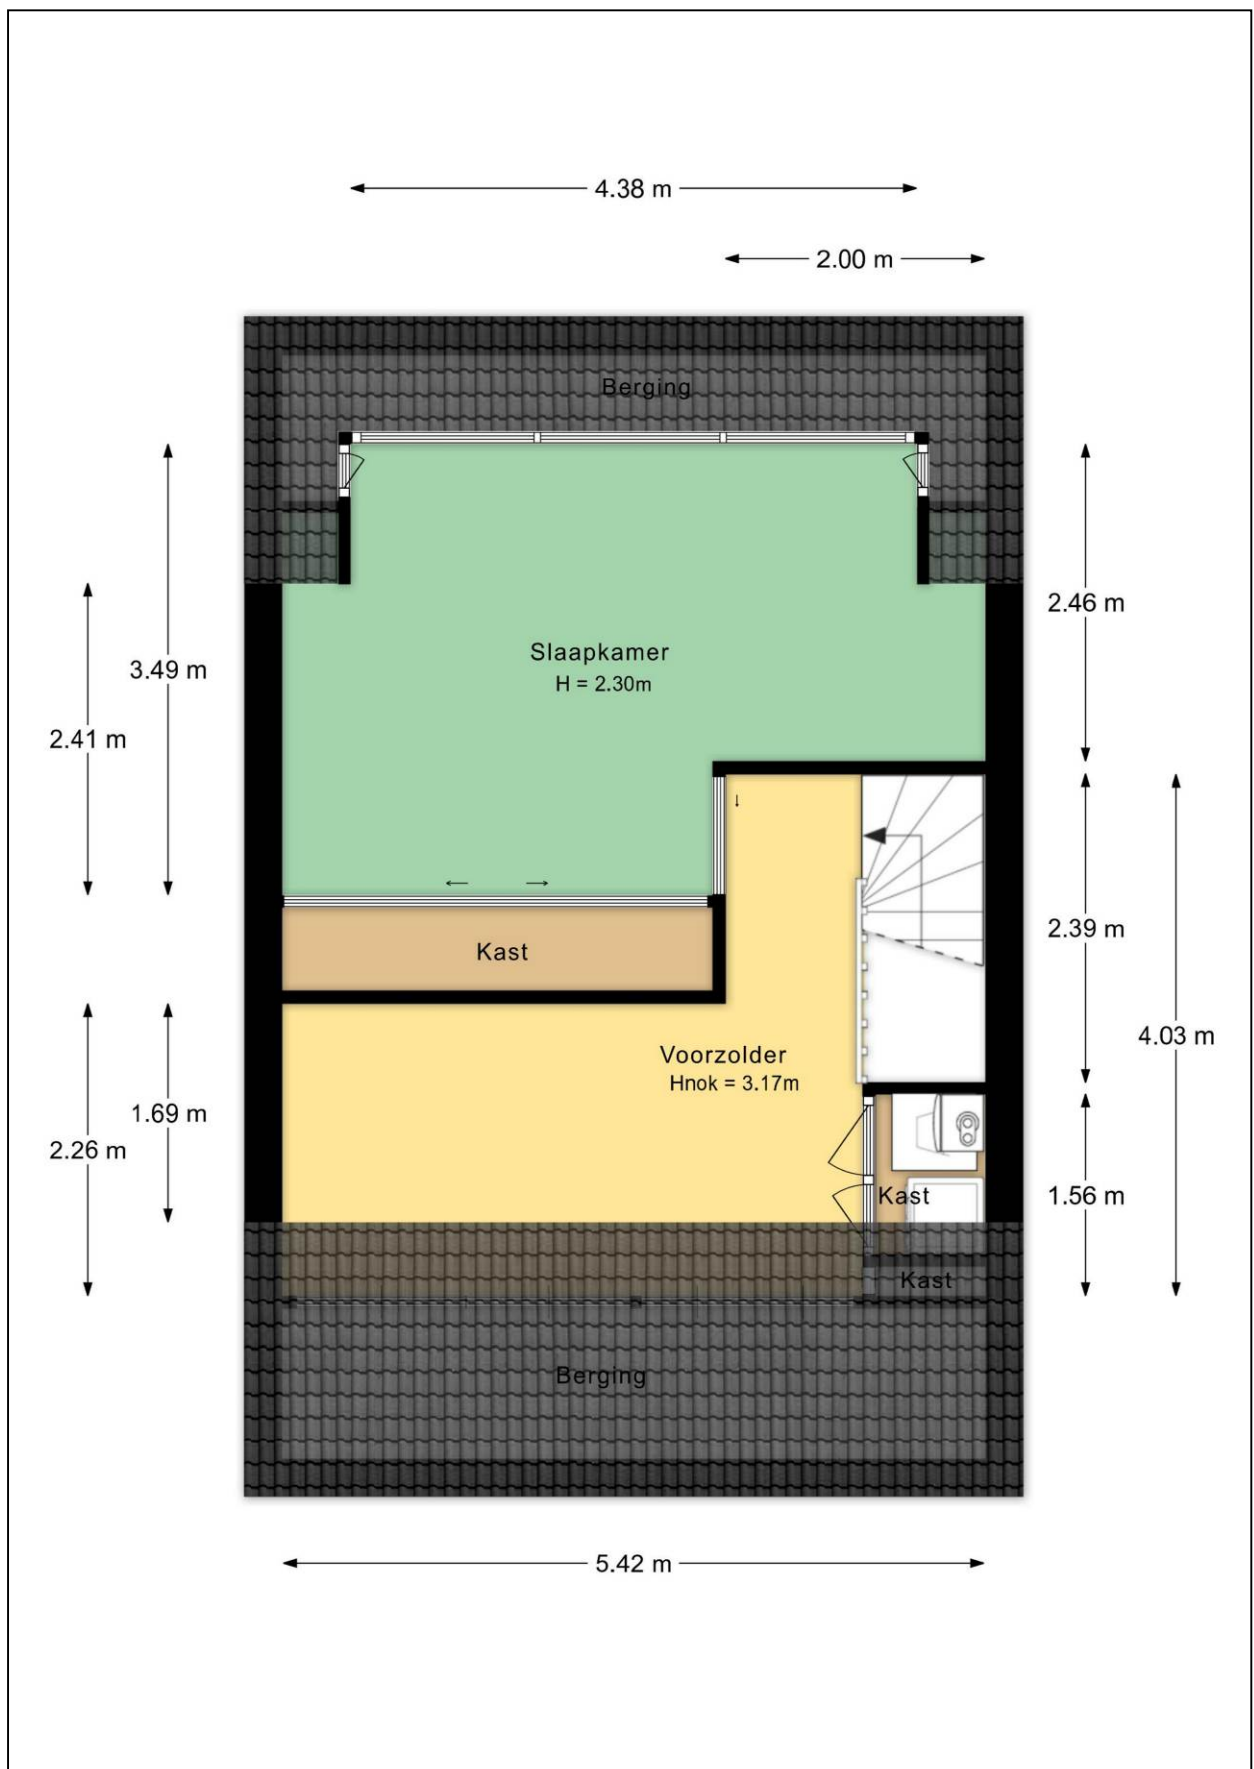 4.38 m
2.00 m
Berging
2.46 m
Slaapkamer
3.49 m
H = 2.30m
2.41 m
2.39 m
Kast
4.03 m
Voorzolder
Hnok = 3.17m
1.69 m
2.26 m
Kast
1.56 m
Kast
Berging
5.42 m